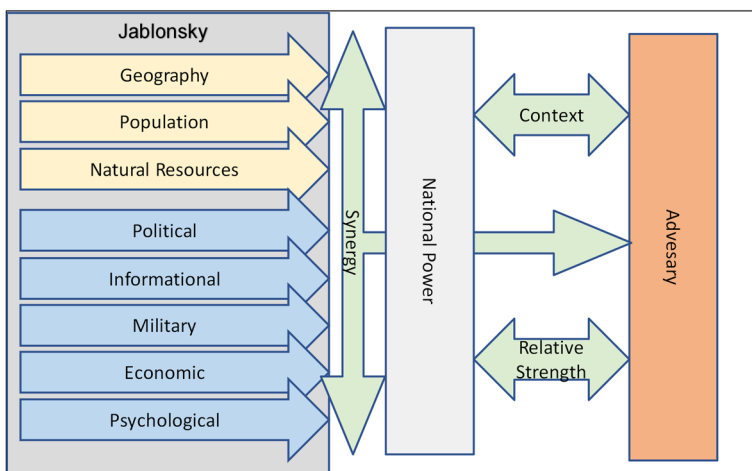 Jablonsky
Geography
Population
Natural Resources
Political
Informational
Military
Economic
Psychological
Synergy
National Power
Context
Relative
Strength
Advesary